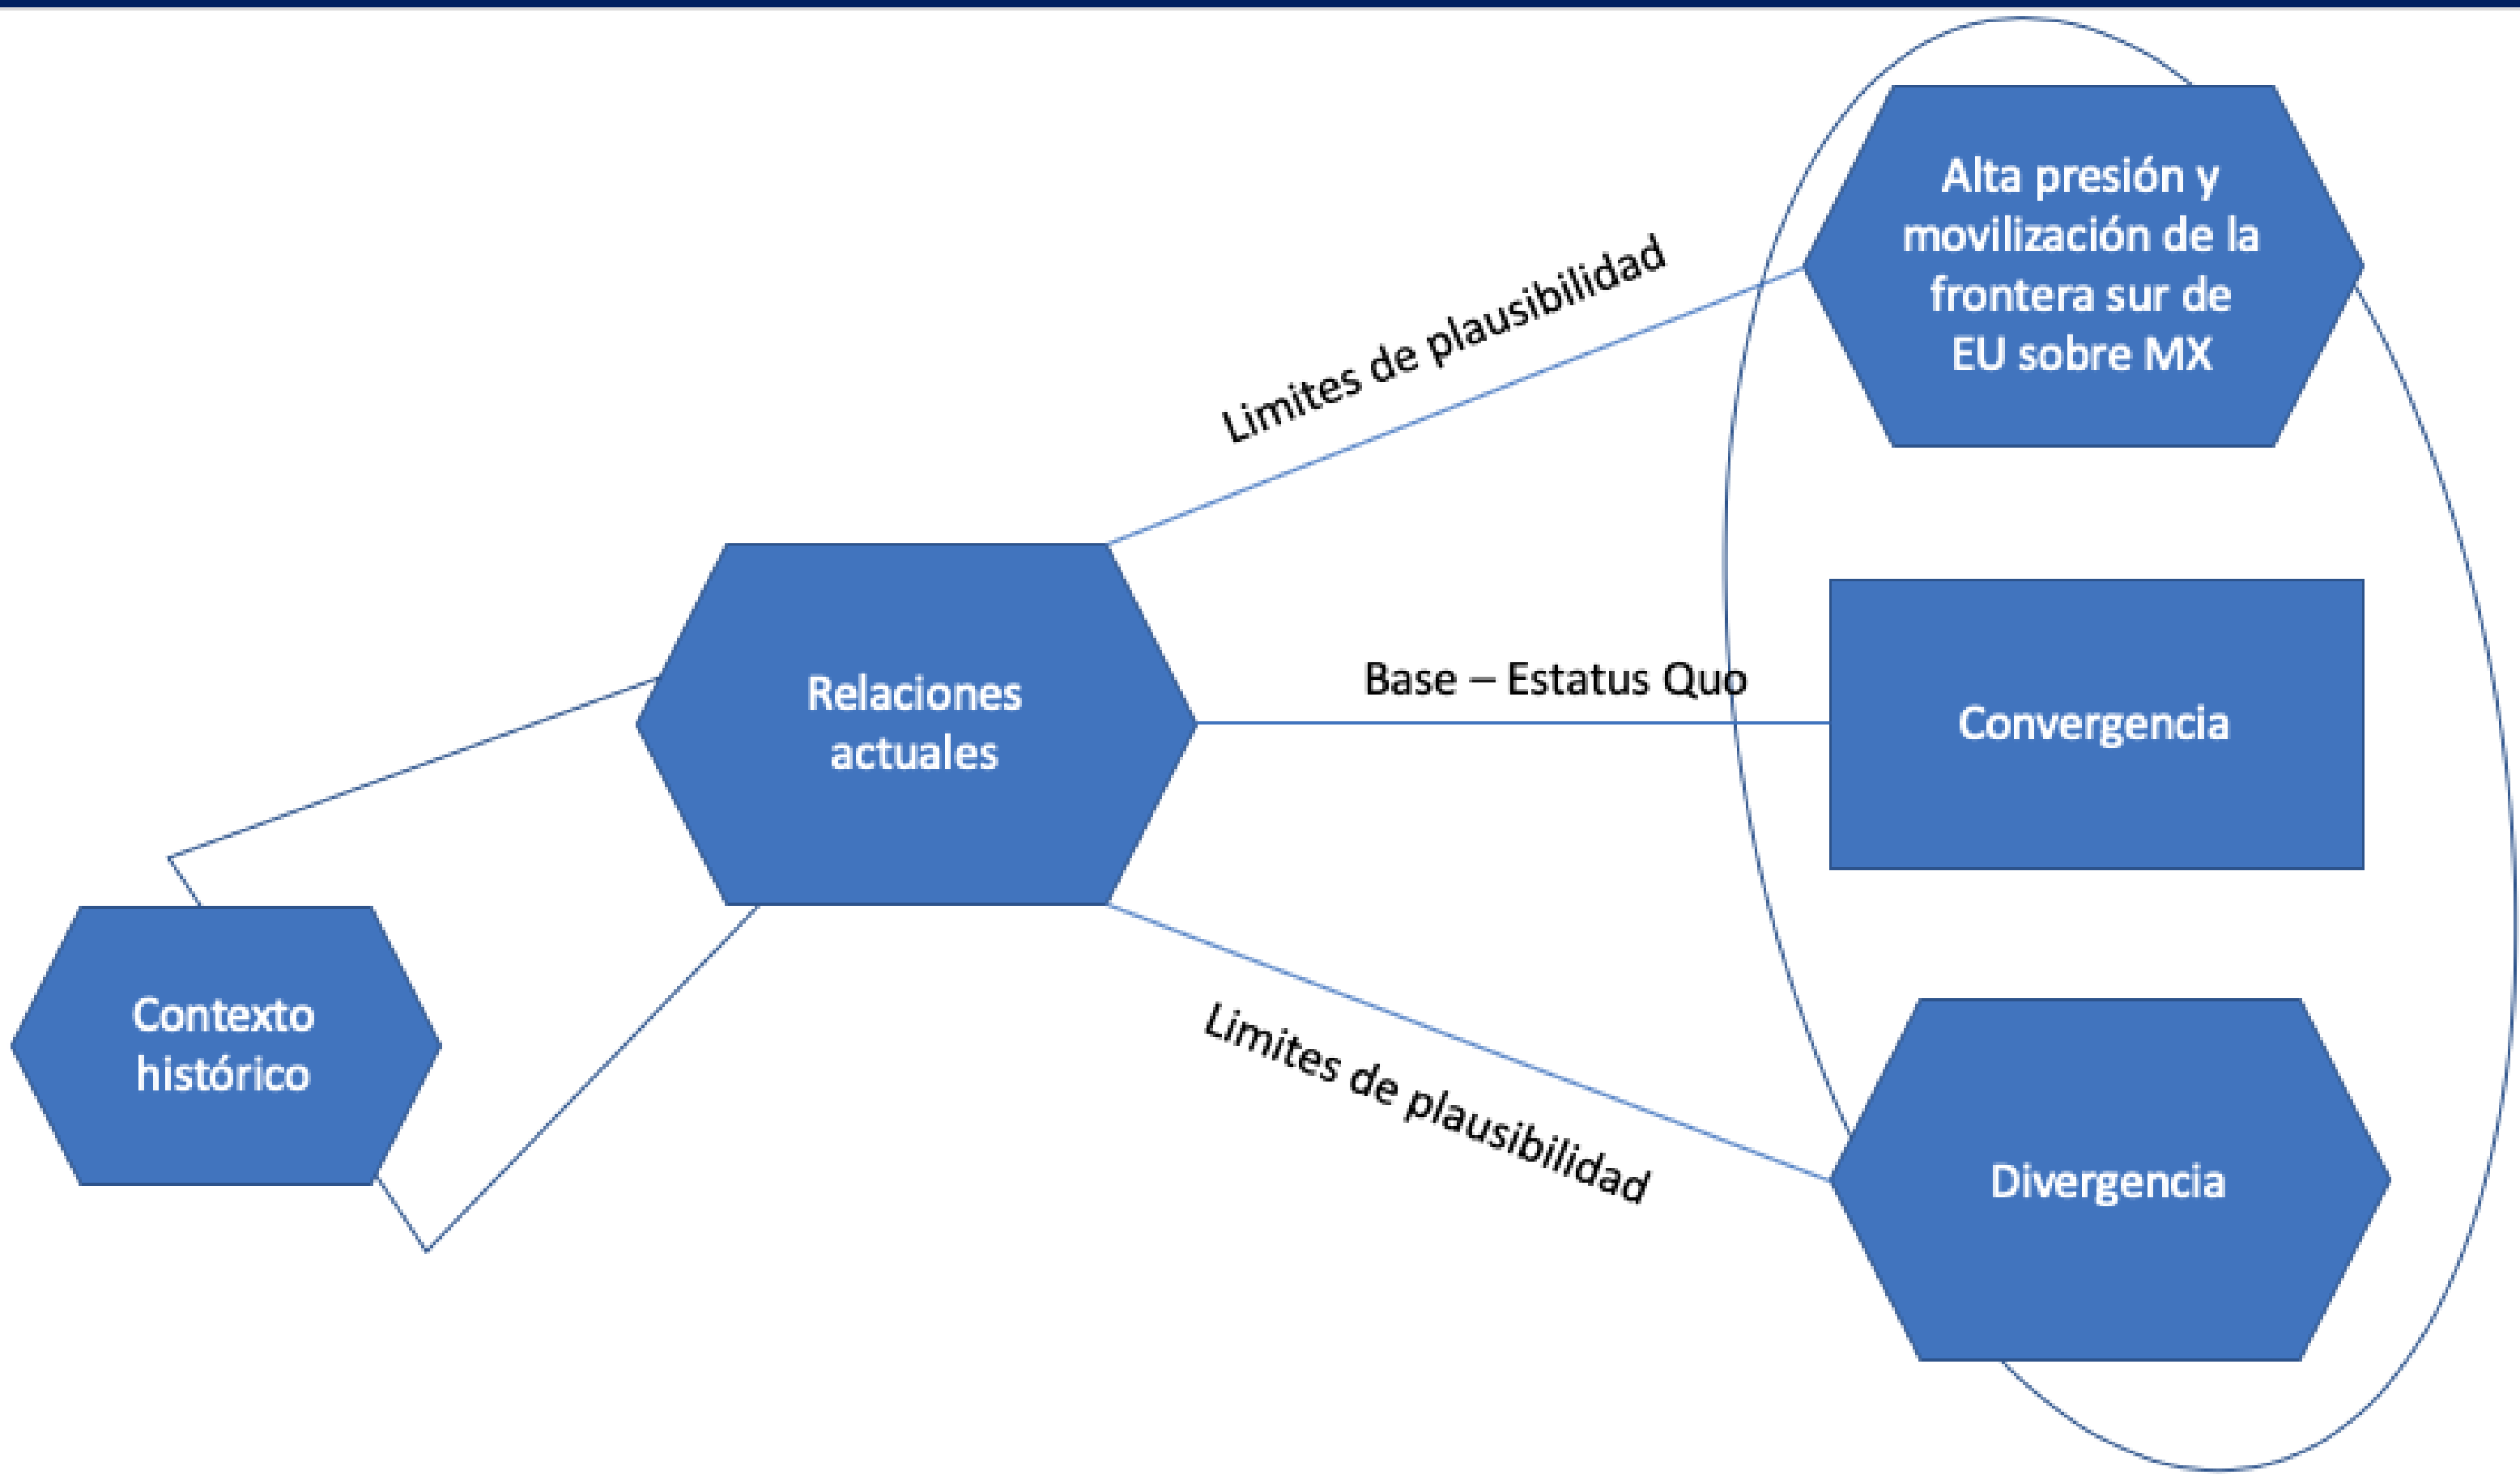 Alta presión y
movilización de la
frontera sur de
EU sobre MX
Limites de plausibilidad
Base – Estatus Quo
Convergencia
Relaciones
actuales
Contexto
histórico
Limites de plausibilidad
Divergencia